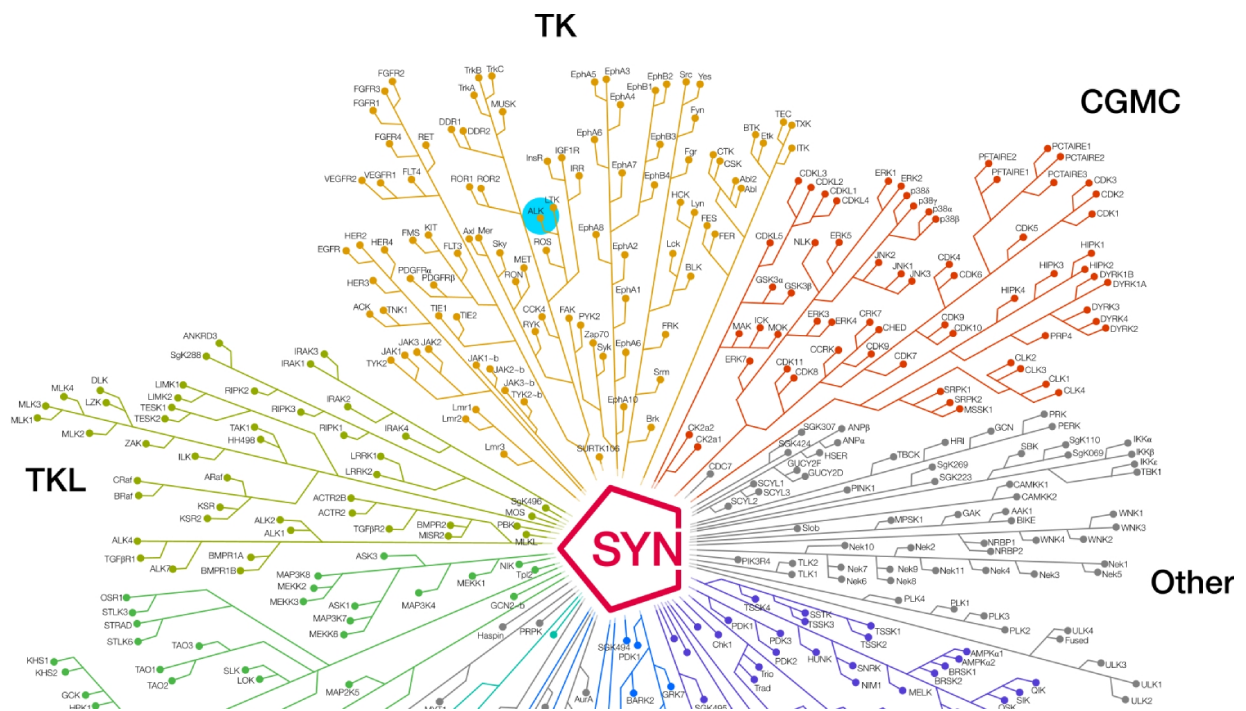 TK
CGMC
TKL
Other
SYN
FGFR2
FGFR3
FGFR1
FGFR4
RET
VEGFR2
VEGFR1
FLT4
TrkB
TrkC
TrkA
MUSK
DDR1
DDR2
ROR1
ROR2
InsR
IGF1R
IRR
ALK
LTK
ROS
HER2
EGFR
HER4
HER3
FMS
KIT
Axl
Mer
FLT3
Sky
PDGFRα
PDGFRβ
MET
RON
ACK
TNK1
TIE1
TIE2
CCK4
RYK
FAK
PYK2
Zap70
Syk
JAK3
JAK2
JAK1
TYK2
JAK1~b
JAK2~b
JAK3~b
TYK2~b
Lmr1
Lmr2
Lmr3
SURTK106
EphA5
EphA3
EphA4
EphB2
EphB1
EphA6
EphB3
EphA7
EphB4
EphA8
EphA2
EphA1
EphA6
EphA10
Src
Yes
Fyn
Fgr
HCK
Lyn
Lck
BLK
FRK
Srm
Brk
CTK
CSK
Abl2
Abl
FES
FER
TEC
TXK
BTK
Etk
ITK
CDKL3
CDKL2
CDKL1
CDKL4
CDKL5
ERK1
ERK2
p38δ
p38γ
p38α
p38β
NLK
ERK5
JNK2
JNK1
JNK3
GSK3α
GSK3β
MAK
ICK
MOK
ERK3
ERK4
ERK7
PFTAIRE2
PFTAIRE1
PCTAIRE1
PCTAIRE2
PCTAIRE3
CDK3
CDK2
CDK1
CDK5
CDK4
CDK6
CRK7
CHED
CCRK
CDK9
CDK7
CDK11
CDK8
CDK9
CDK10
HIPK1
HIPK2
HIPK3
HIPK4
DYRK1B
DYRK1A
DYRK3
DYRK4
DYRK2
PRP4
CLK2
CLK3
CLK1
CLK4
SRPK1
SRPK2
MSSK1
CK2a2
CK2a1
CDC7
SGK307
SGK424
ANPβ
ANPα
HSER
GUCY2F
GUCY2D
SCYL1
SCYL3
SCYL2
PRK
PERK
GCN
HRI
TBCK
PINK1
SBK
SgK110
SgK069
SgK269
SGK223
IKKα
IKKβ
IKKε
TBK1
CAMKK1
CAMKK2
GAK
AAK1
BIKE
MPSK1
Slob
WNK1
WNK3
WNK4
WNK2
NRBP1
NRBP2
PIK3R4
TLK2
TLK1
Nek10
Nek2
Nek7
Nek6
Nek9
Nek8
Nek11
Nek4
Nek3
Nek1
Nek5
PLK4
PLK1
PLK3
PLK2
ULK4
Fused
ULK3
ULK1
ULK2
ANKRD3
SgK288
DLK
MLK4
LZK
MLK3
MLK1
MLK2
LIMK1
LIMK2
TESK1
TESK2
RIPK2
RIPK3
RIPK1
IRAK3
IRAK1
IRAK2
IRAK4
TAK1
HH498
ZAK
ILK
LRRK1
LRRK2
CRaf
BRaf
ARaf
KSR
KSR2
ACTR2B
ACTR2
TGFβR2
BMPR2
MISR2
ALK2
ALK1
ALK4
TGFβR1
ALK7
BMPR1A
BMPR1B
SgK496
MOS
PBK
MLKL
NIK
Tpl2
GCN2~b
ASK3
MEKK1
MAP3K4
MAP3K8
MEKK2
MEKK3
ASK1
MAP3K7
MEKK6
OSR1
STLK3
STRAD
STLK6
TAO3
TAO1
TAO2
SLK
LOK
KHS1
KHS2
GCK
HPK1
MAP2K5
Haspin
PRPK
MYT1
AurA
SGK494
PDK1
BARK2
GRK7
SGK495
Chk1
PDK1
PDK3
PDK2
Trio
Trad
TSSK4
SSTK
TSSK3
TSSK1
TSSK2
HUNK
SNRK
NIM1
MELK
AMPKα1
AMPKα2
BRSK1
BRSK2
QIK
SIK
QSK